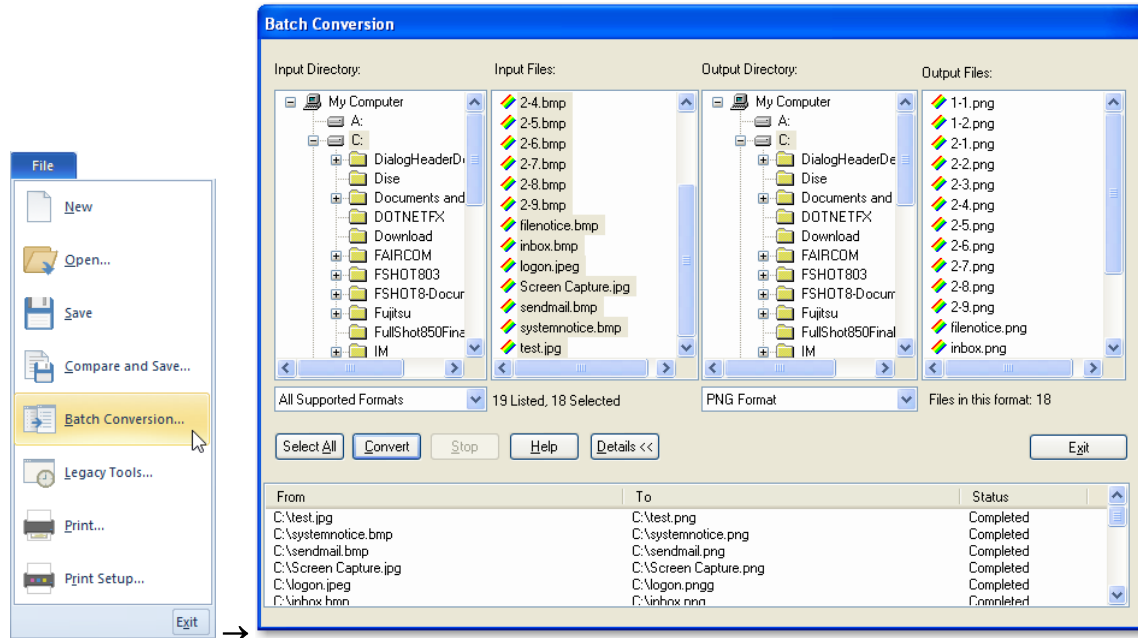 File
New
Open...
Save
Compare and Save...
Batch Conversion...
Legacy Tools...
Print...
Print Setup...
Exit
→
Batch Conversion
Input Directory:
My Computer
A:
C:
DialogHeaderD
Dise
Documents and
DOTNETFX
Download
FAIRCOM
FSHOT803
FSHOT8-Docur
Fujitsu
FullShot850Fina
IM
All Supported Formats
Input Files:
2-4.bmp
2-5.bmp
2-6.bmp
2-7.bmp
2-8.bmp
2-9.bmp
filenotice.bmp
inbox.bmp
logon.jpeg
Screen Capture.jpg
sendmail.bmp
systemnotice.bmp
test.jpg
19 Listed, 18 Selected
Output Directory:
My Computer
A:
C:
DialogHeaderDe
Dise
Documents and
DOTNETFX
Download
FAIRCOM
FSHOT803
FSHOT8-Docum
Fujitsu
FullShot850Final
IM
PNG Format
Output Files:
1-1.png
1-2.png
2-1.png
2-2.png
2-3.png
2-4.png
2-5.png
2-6.png
2-7.png
2-8.png
2-9.png
filenotice.png
inbox.png
Files in this format: 18
Select All Convert Stop Help Details << Exit
From To Status
C:\test.jpg C:\test.png Completed
C:\systemnotice.bmp C:\systemnotice.png Completed
C:\sendmail.bmp C:\sendmail.png Completed
C:\Screen Capture.jpg C:\Screen Capture.png Completed
C:\logon.jpeg C:\logon.pngg Completed
C:\inbox.bmp C:\inbox.png Completed